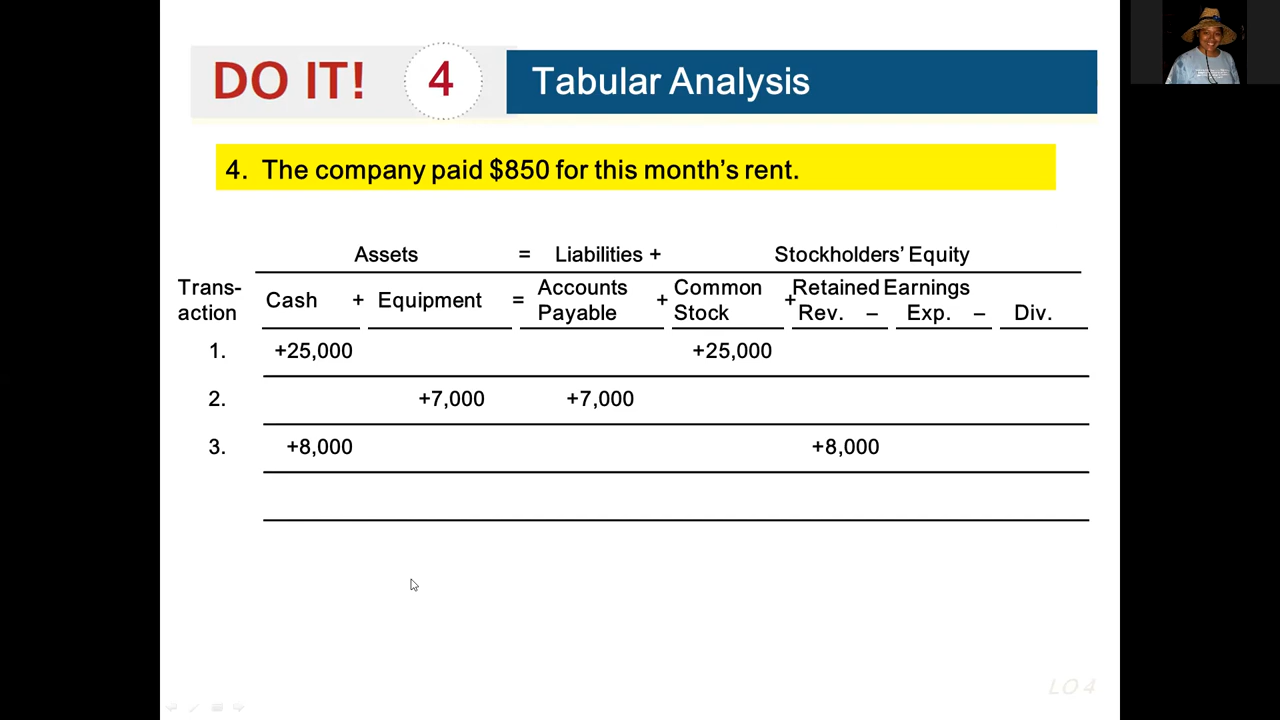 DO IT! 4 Tabular Analysis
4. The company paid $850 for this month’s rent.
Assets = Liabilities + Stockholders’ Equity
Trans-
action
Cash + Equipment =
Accounts
Payable
+ Common
Stock
+ Retained Earnings
Rev. – Exp. – Div.
1. +25,000 +25,000
2. +7,000 +7,000
3. +8,000 +8,000
LO 4